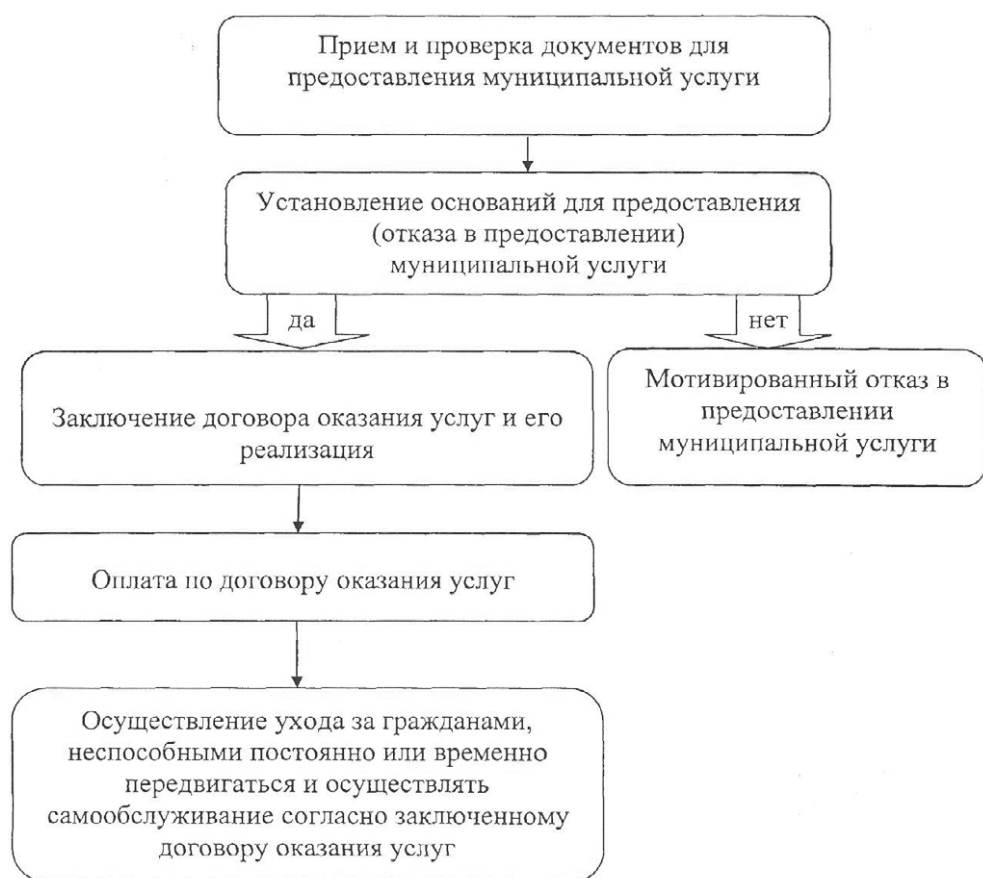 Прием и проверка документов для
предоставления муниципальной услуги
Установление оснований для предоставления
(отказа в предоставлении)
муниципальной услуги
да
нет
Заключение договора оказания услуг и его
реализация
Мотивированный отказ в
предоставлении
муниципальной услуги
Оплата по договору оказания услуг
Осуществление ухода за гражданами,
неспособными постоянно или временно
передвигаться и осуществлять
самообслуживание согласно заключенному
договору оказания услуг